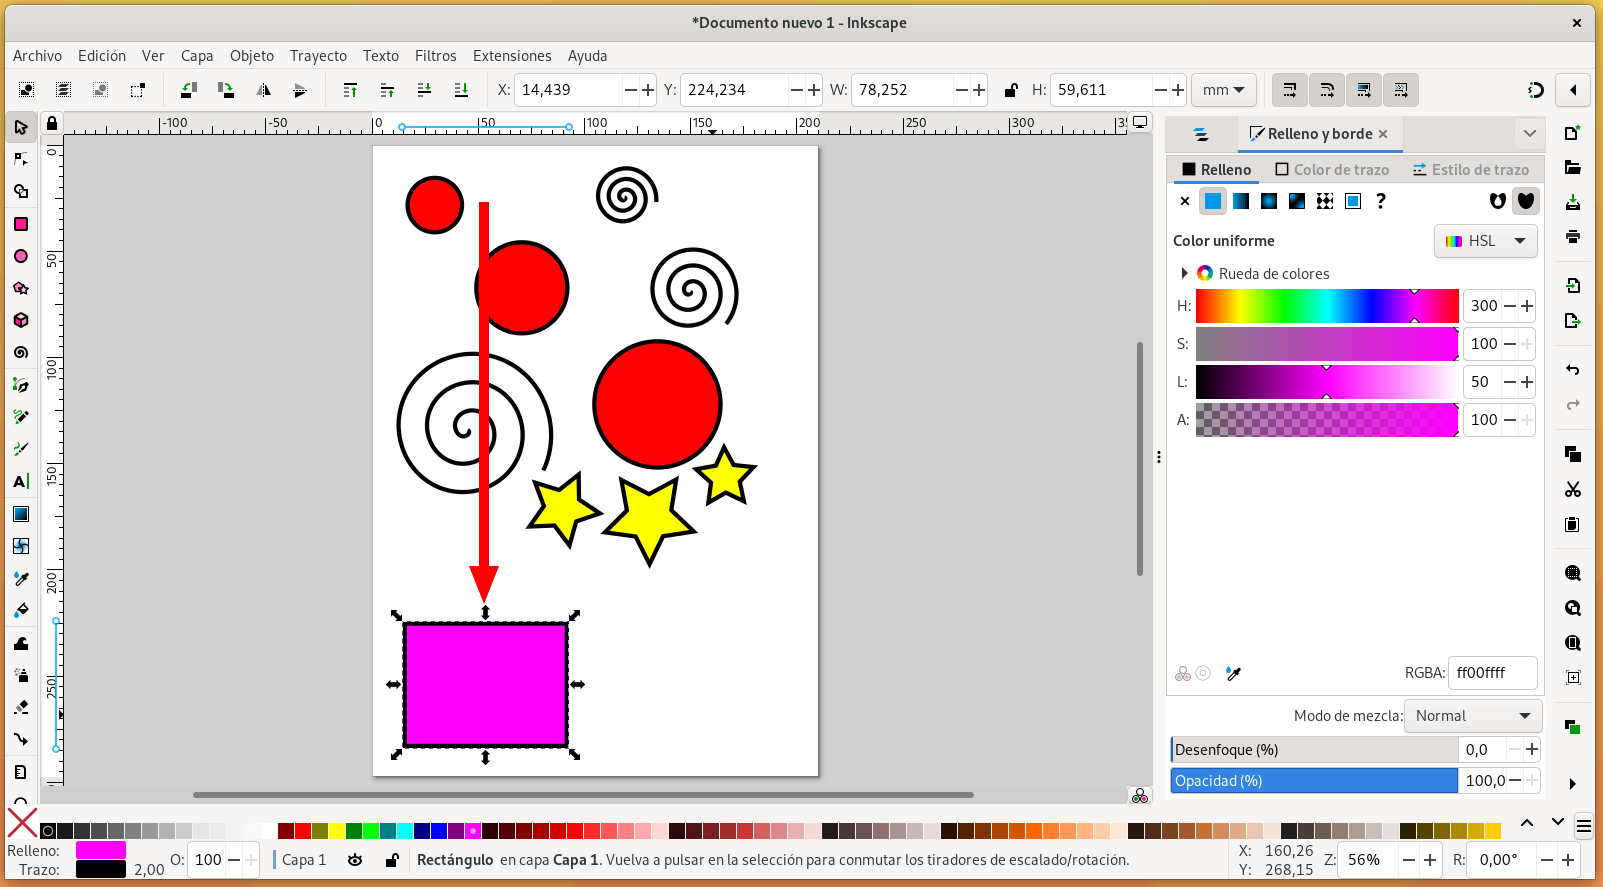 *Documento nuevo 1 - Inkscape
Archivo Edición Ver Capa Objeto Trayecto Texto Filtros Extensiones Ayuda
X: 14,439 Y: 224,234 W: 78,252 H: 59,611 mm
-100 -50 0 50 100 150 200 250 300
0
50
100
150
200
250
Relleno y borde
Relleno Color de trazo Estilo de trazo
?
Color uniforme HSL
Rueda de colores
H: 300
S: 100
L: 50
A: 100
RGBA: ff00ffff
Modo de mezcla: Normal
Desenfoque (%) 0,0
Opacidad (%) 100,0
Relleno:
Trazo: 2,00
O: 100
Capa 1
Rectángulo en capa Capa 1. Vuelva a pulsar en la selección para conmutar los tiradores de escalado/rotación.
X: 160,26
Y: 268,15
Z: 56%
R: 0,00°